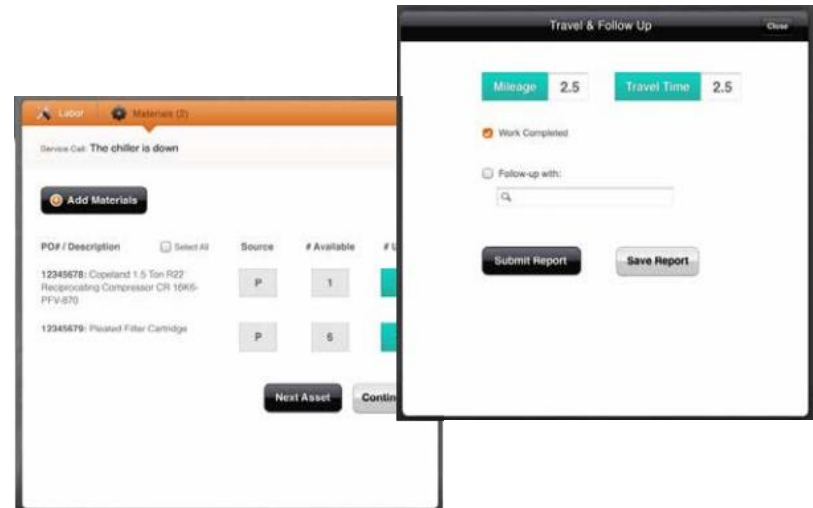 Travel & Follow Up
Close
Mileage 2.5 Travel Time 2.5
Work Completed
Follow-up with:
Submit Report Save Report
Labor Materials (2)
Service Call: The chiller is down
Add Materials
PO# / Description Select All Source # Available # U
12345678: Copeland 1.5 Ton R22 P 1
Reciprocating Compressor CR 16K6-
PFV-870
12345679: Pleated Filter Cartridge P 6
Next Asset Contin